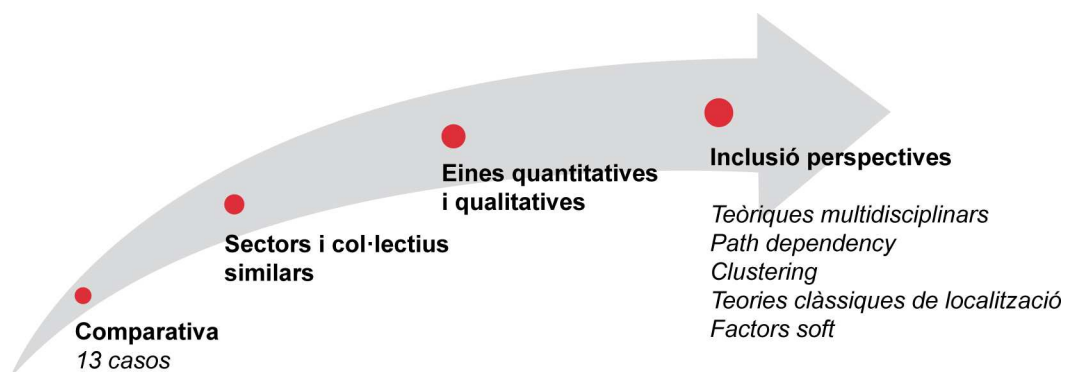 Comparativa
13 casos
Sectors i col·lectius
similars
Eines quantitatives
i qualitatives
Inclusió perspectives
Teòriques multidisciplinars
Path dependency
Clustering
Teories clàssiques de localització
Factors soft